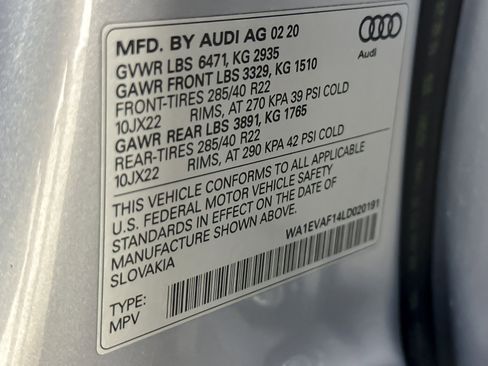 MFD. BY AUDI AG 02 20
Audi
GVWR LBS 6471, KG 2935
GAWR FRONT LBS 3329, KG 1510
FRONT-TIRES 285/40 R22
10JX22 RIMS, AT 270 KPA 39 PSI COLD
GAWR REAR LBS 3891, KG 1765
REAR-TIRES 285/40 R22
10JX22 RIMS, AT 290 KPA 42 PSI COLD
THIS VEHICLE CONFORMS TO ALL APPLICABLE
U.S. FEDERAL MOTOR VEHICLE SAFETY
STANDARDS IN EFFECT ON THE DATE OF
MANUFACTURE SHOWN ABOVE.
SLOVAKIA
WA1EVAF14LD020191
TYPE:
MPV